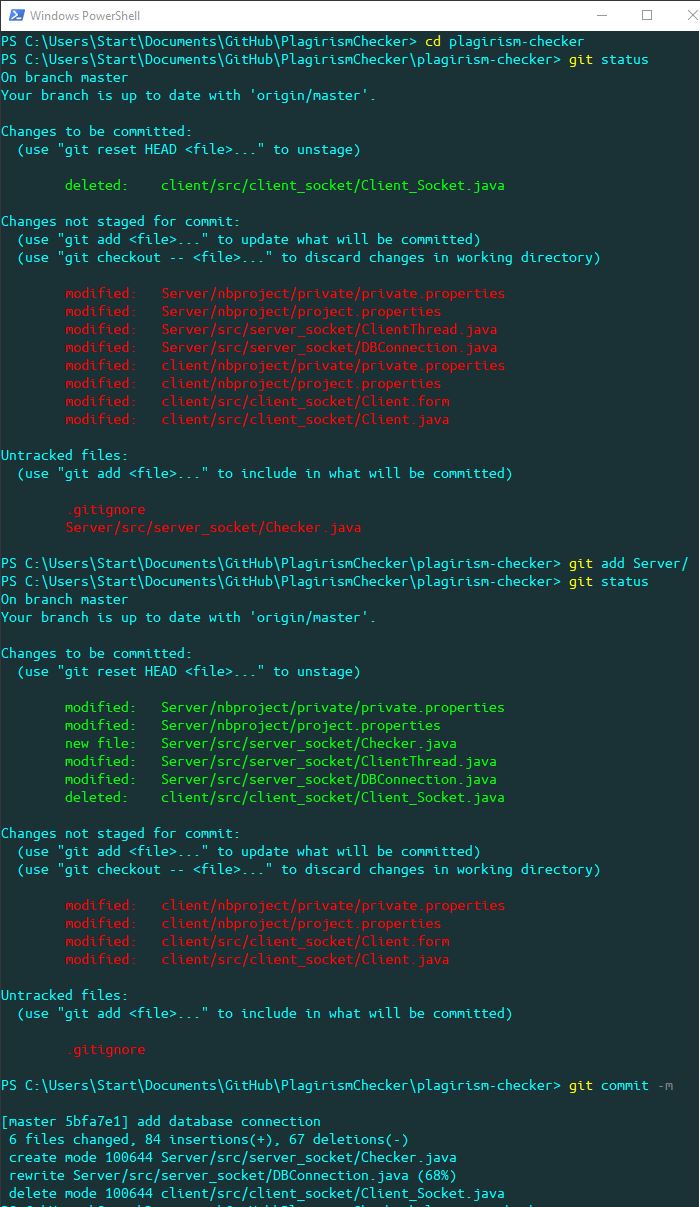 Windows PowerShell
PS C:\Users\Start\Documents\GitHub\PlagirismChecker> cd plagirism-checker
PS C:\Users\Start\Documents\GitHub\PlagirismChecker\plagirism-checker> git status
On branch master
Your branch is up to date with 'origin/master'.
Changes to be committed:
(use "git reset HEAD <file>..." to unstage)
deleted: client/src/client_socket/Client_Socket.java
Changes not staged for commit:
(use "git add <file>..." to update what will be committed)
(use "git checkout -- <file>..." to discard changes in working directory)
modified: Server/nbproject/private/private.properties
modified: Server/nbproject/project.properties
modified: Server/src/server_socket/ClientThread.java
modified: Server/src/server_socket/DBConnection.java
modified: client/nbproject/private/private.properties
modified: client/nbproject/project.properties
modified: client/src/client_socket/Client.form
modified: client/src/client_socket/Client.java
Untracked files:
(use "git add <file>..." to include in what will be committed)
.gitignore
Server/src/server_socket/Checker.java
PS C:\Users\Start\Documents\GitHub\PlagirismChecker\plagirism-checker> git add Server/
PS C:\Users\Start\Documents\GitHub\PlagirismChecker\plagirism-checker> git status
On branch master
Your branch is up to date with 'origin/master'.
Changes to be committed:
(use "git reset HEAD <file>..." to unstage)
modified: Server/nbproject/private/private.properties
modified: Server/nbproject/project.properties
new file: Server/src/server_socket/Checker.java
modified: Server/src/server_socket/ClientThread.java
modified: Server/src/server_socket/DBConnection.java
deleted: client/src/client_socket/Client_Socket.java
Changes not staged for commit:
(use "git add <file>..." to update what will be committed)
(use "git checkout -- <file>..." to discard changes in working directory)
modified: client/nbproject/private/private.properties
modified: client/nbproject/project.properties
modified: client/src/client_socket/Client.form
modified: client/src/client_socket/Client.java
Untracked files:
(use "git add <file>..." to include in what will be committed)
.gitignore
PS C:\Users\Start\Documents\GitHub\PlagirismChecker\plagirism-checker> git commit -m
[master 5bfa7e1] add database connection
6 files changed, 84 insertions(+), 67 deletions(-)
create mode 100644 Server/src/server_socket/Checker.java
rewrite Server/src/server_socket/DBConnection.java (68%)
delete mode 100644 client/src/client_socket/Client_Socket.java